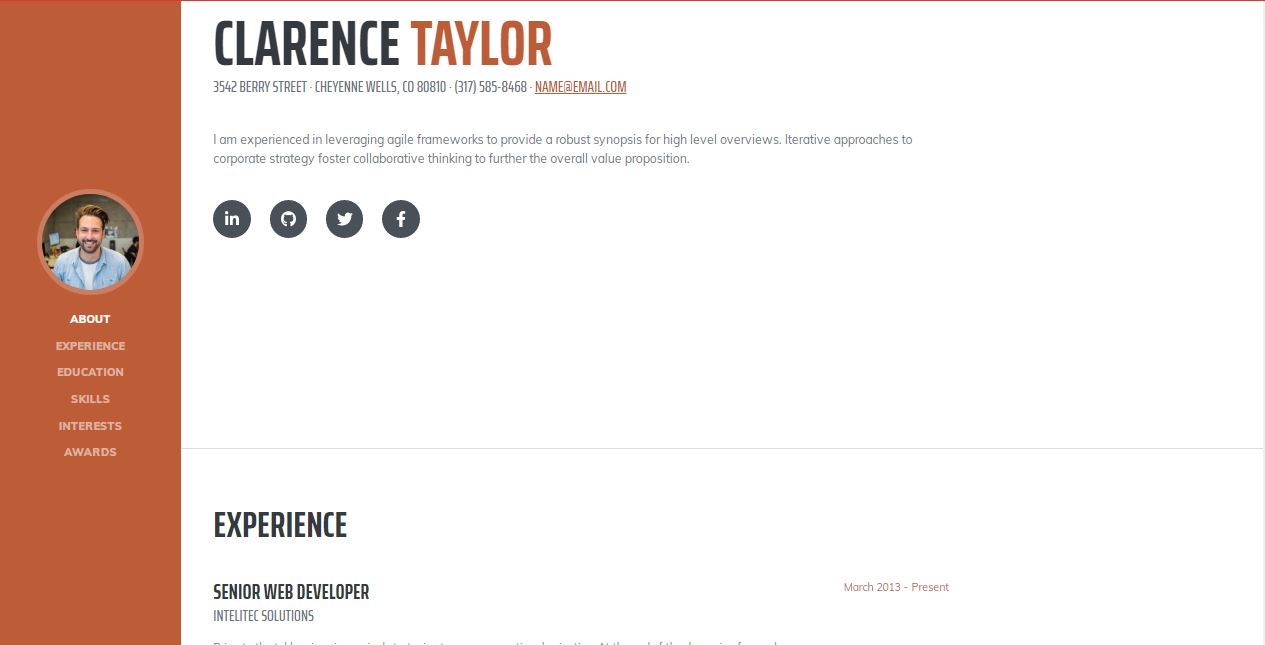 CLARENCE TAYLOR
3542 BERRY STREET · CHEYENNE WELLS, CO 80810 · (317) 585-8468 · NAME@EMAIL.COM
I am experienced in leveraging agile frameworks to provide a robust synopsis for high level overviews. Iterative approaches to
corporate strategy foster collaborative thinking to further the overall value proposition.
ABOUT
EXPERIENCE
EDUCATION
SKILLS
INTERESTS
AWARDS
EXPERIENCE
SENIOR WEB DEVELOPER
March 2013 - Present
INTELITEC SOLUTIONS